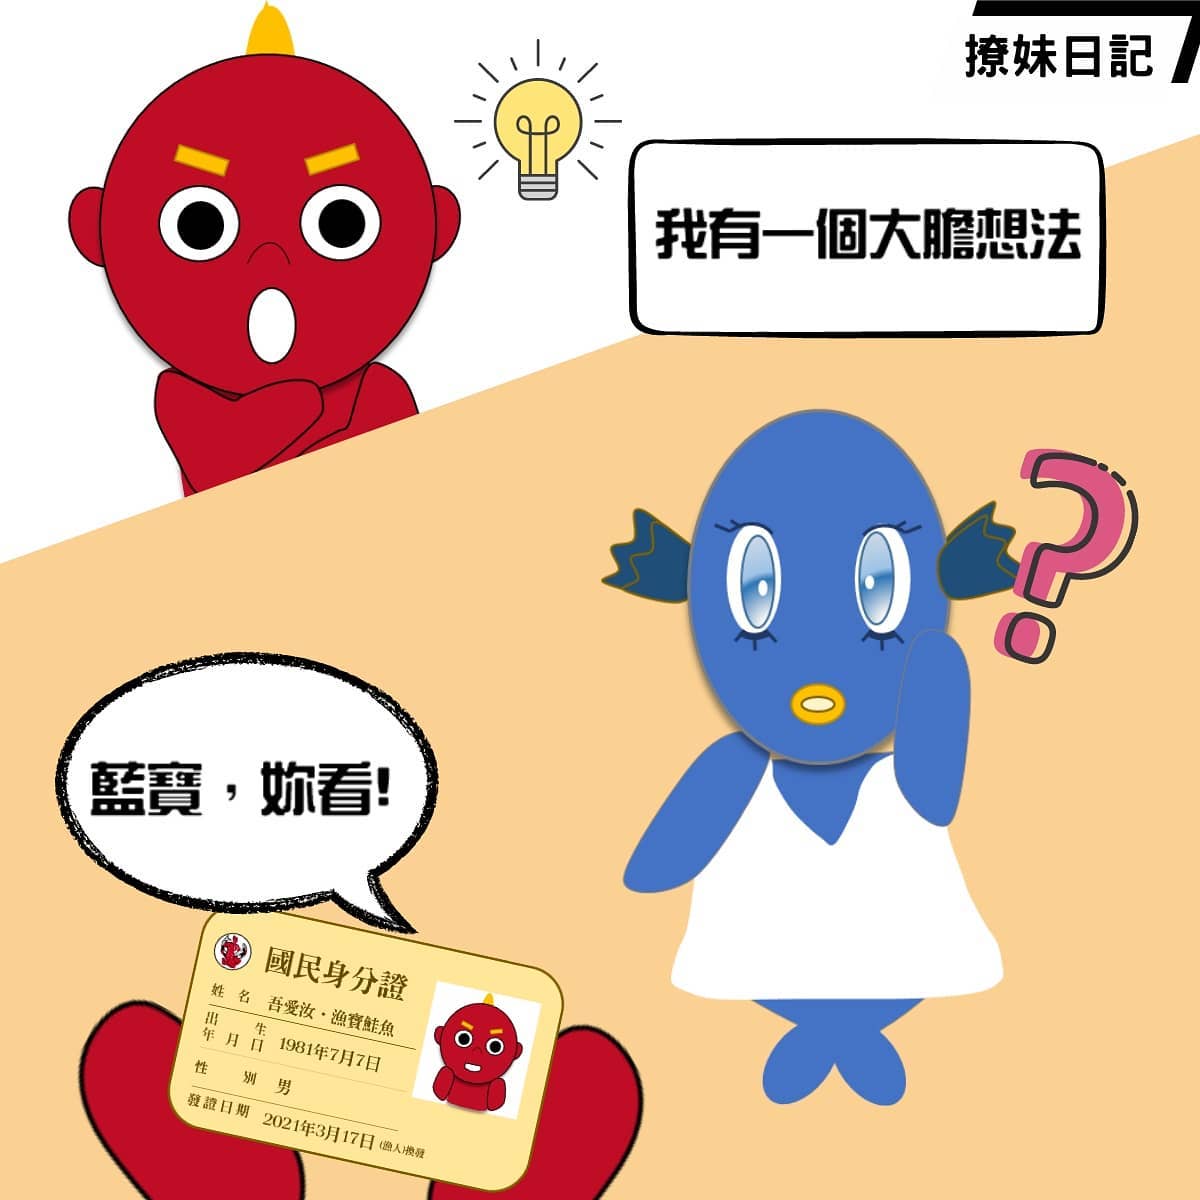 撩妹日記
我有一個大膽想法
藍寶，妳看!
國民身分證
姓名 吾愛汝·漁寶鮭魚
出生
年月日 1981年7月7日
性別 男
發證日期 2021年3月17日 (漁人)換發